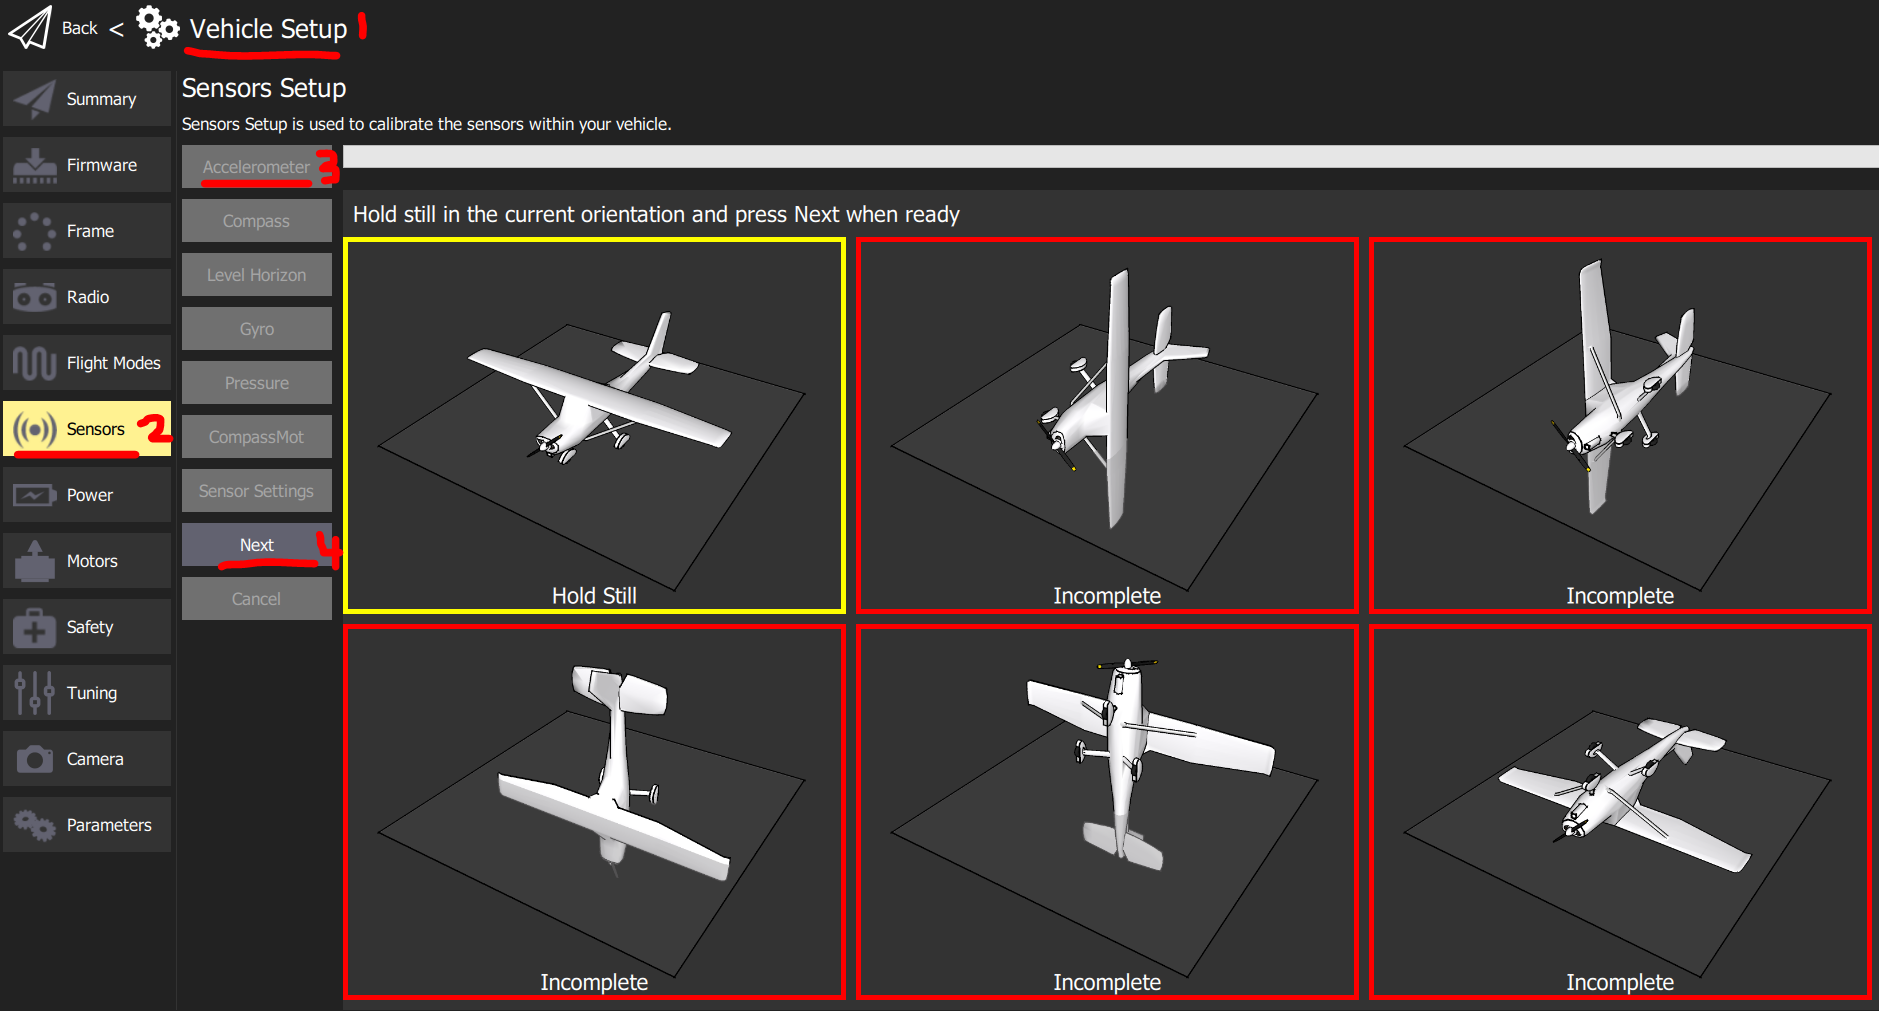 Back < Vehicle Setup 1
Summary
Firmware
Frame
Radio
Flight Modes
Sensors 2
Power
Motors
Safety
Tuning
Camera
Parameters
Sensors Setup
Sensors Setup is used to calibrate the sensors within your vehicle.
Accelerometer 3
Compass
Level Horizon
Gyro
Pressure
CompassMot
Sensor Settings
Next 4
Cancel
Hold still in the current orientation and press Next when ready
Hold Still
Incomplete
Incomplete
Incomplete
Incomplete
Incomplete